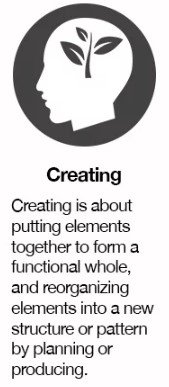 Creating
Creating is about
putting elements
together to form a
functional whole,
and reorganizing
elements into a new
structure or pattern
by planning or
producing.